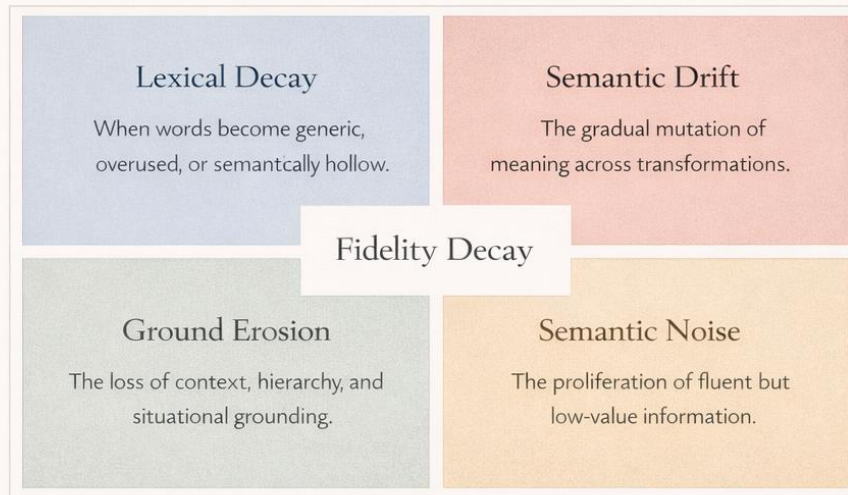 Lexical Decay
When words become generic,
overused, or semantcally hollow.
Semantic Drift
The gradual mutation of
meaning across transformations.
Fidelity Decay
Ground Erosion
The loss of context, hierarchy, and
situational grounding.
Semantic Noise
The proliferation of fluent but
low-value information.